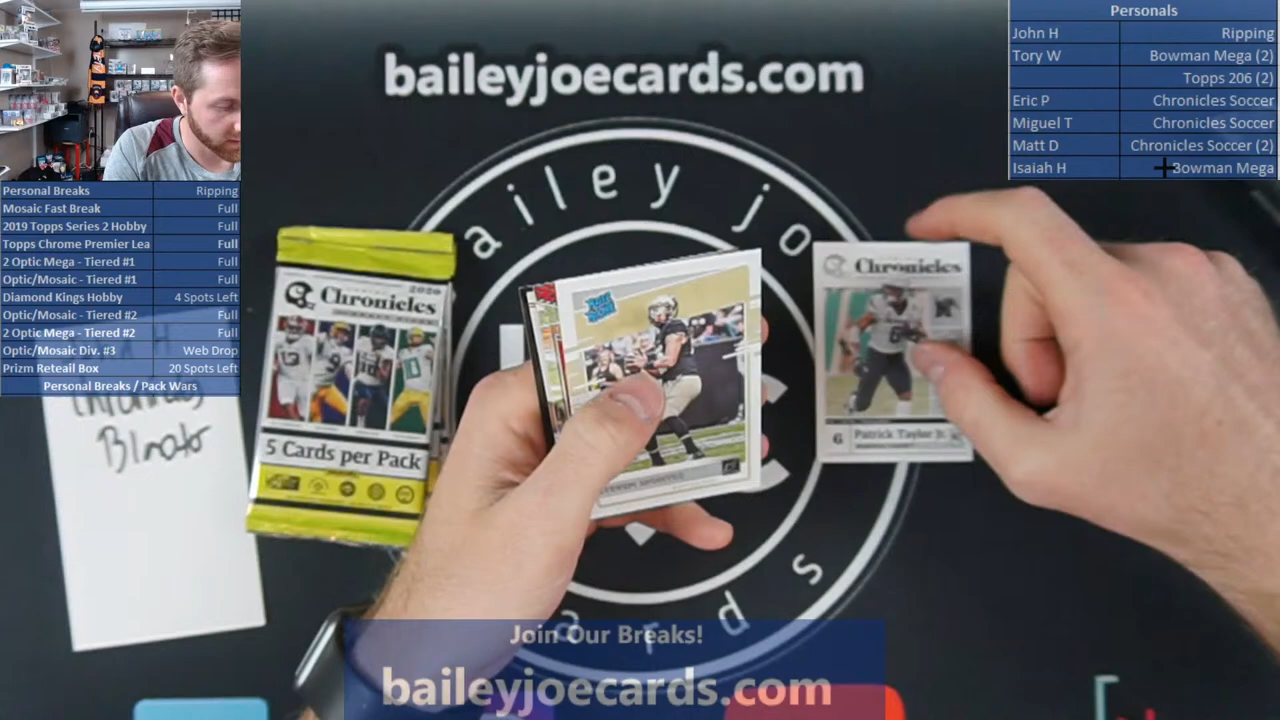 baileyjoecards.com
Personals
John H Ripping
Tory W Bowman Mega (2)
Topps 206 (2)
Eric P Chronicles Soccer
Miguel T Chronicles Soccer
Matt D Chronicles Soccer (2)
Isaiah H Bowman Mega
Personal Breaks Ripping
Mosaic Fast Break Full
2019 Topps Series 2 Hobby Full
Topps Chrome Premier Lea Full
2 Optic Mega - Tiered #1 Full
Optic/Mosaic - Tiered #1 Full
Diamond Kings Hobby 4 Spots Left
Optic/Mosaic - Tiered #2 Full
2 Optic Mega - Tiered #2 Full
Optic/Mosaic Div. #3 Web Drop
Prizm Reteail Box 20 Spots Left
Personal Breaks / Pack Wars
bailey jo
2020
Chronicles
5 Cards per Pack
Chronicles
6 Patrick Taylor Jr.
a r d s
Join Our Breaks!
baileyjoecards.com